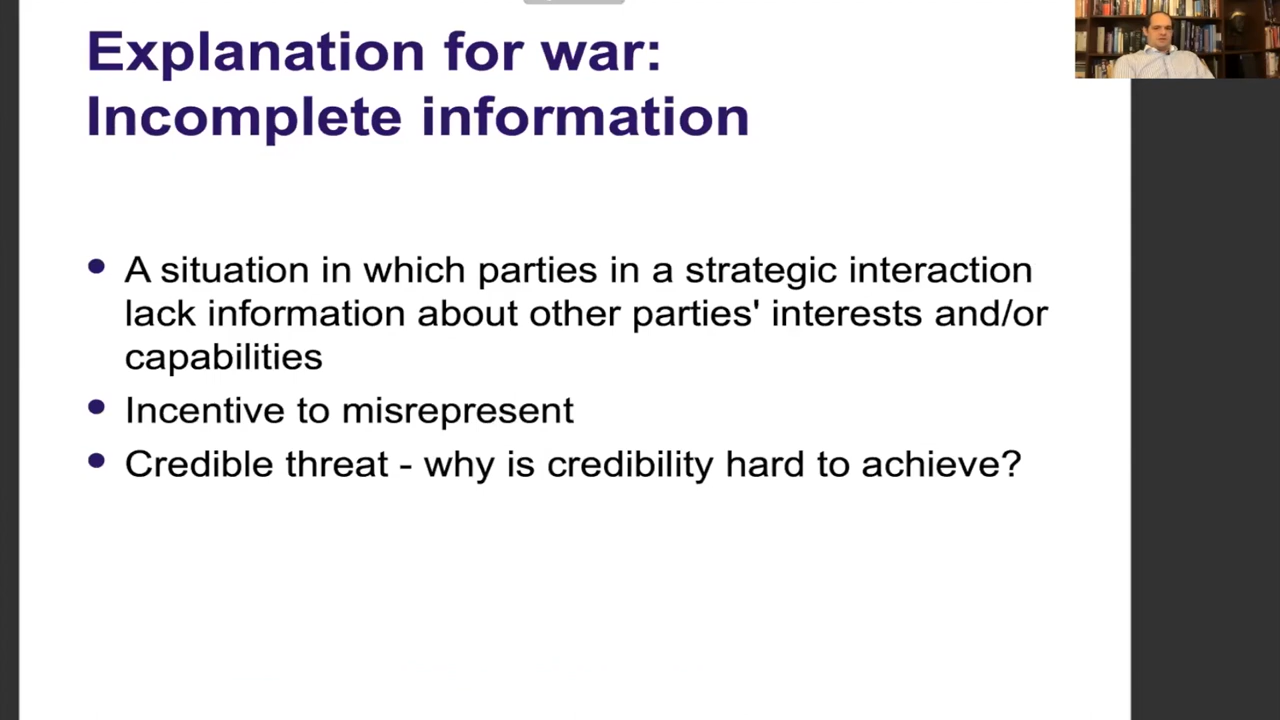 Explanation for war:
Incomplete information
• A situation in which parties in a strategic interaction
lack information about other parties' interests and/or
capabilities
• Incentive to misrepresent
• Credible threat - why is credibility hard to achieve?